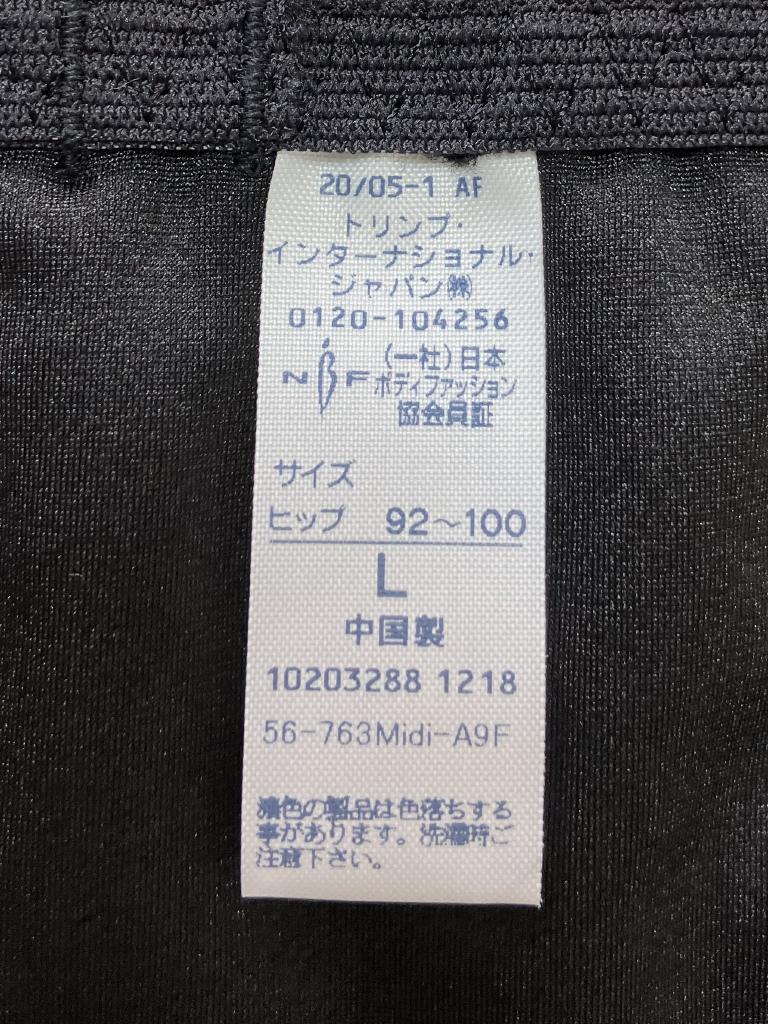 20/05-1 AF
トリンプ・
インターナショナル・
ジャパン㈱
0120-104256
NBF (一社)日本
ボディファッション
協会員証
サイズ
ヒップ 92〜100
L
中国製
10203288 1218
56-763Midi-A9F
濃色の製品は色落ちする
事があります。洗濯時ご
注意下さい。